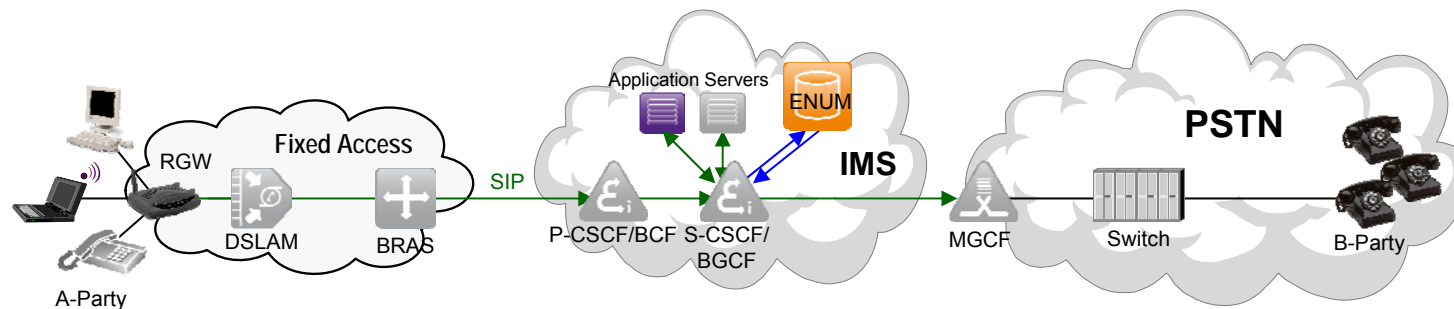 Application Servers
ENUM
PSTN
Fixed Access
RGW
IMS
SIP
DSLAM
BRAS
P-CSCF/BCF
S-CSCF/
BGCF
MGCF
Switch
B-Party
A-Party
i
i